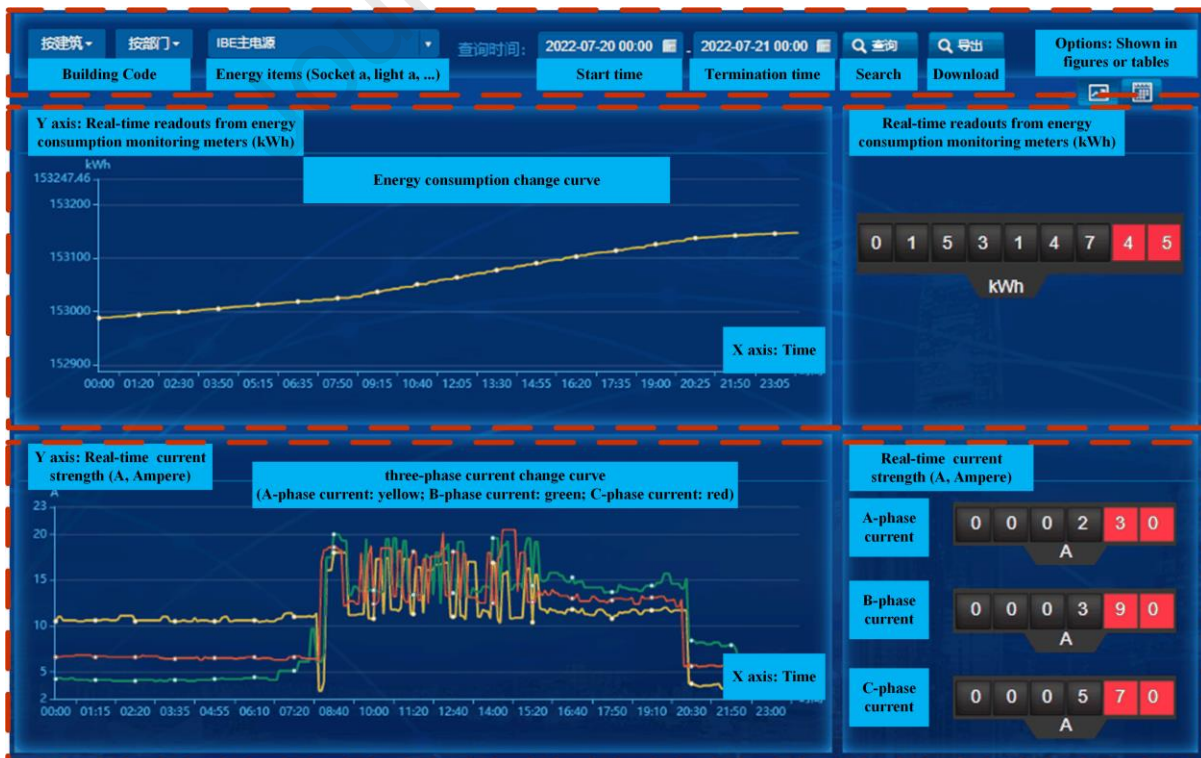 按建筑 按部门 IBE主电源 查询时间: 2022-07-20 00:00 - 2022-07-21 00:00 查询 导出
Options: Shown in
figures or tables
Building Code Energy items (Socket a, light a, ...) Start time Termination time Search Download
Y axis: Real-time readouts from energy
consumption monitoring meters (kWh)
kWh
Energy consumption change curve
153247.46
153200
153100
153000
152900
X axis: Time
00:00 01:20 02:30 03:50 05:15 06:35 07:50 09:15 10:40 12:05 13:30 14:55 16:20 17:35 19:00 20:25 21:50 23:05
Real-time readouts from energy
consumption monitoring meters (kWh)
0 1 5 3 1 4 7 4 5
kWh
Y axis: Real-time current
strength (A, Ampere)
A
three-phase current change curve
(A-phase current: yellow; B-phase current: green; C-phase current: red)
23
20
15
10
5
2
X axis: Time
00:00 01:15 02:20 03:35 04:55 06:10 07:20 08:40 10:00 11:20 12:40 14:00 15:20 16:40 17:50 19:10 20:30 21:50 23:00
Real-time current
strength (A, Ampere)
A-phase
current
0 0 0 2 3 0
A
B-phase
current
0 0 0 3 9 0
A
C-phase
current
0 0 0 5 7 0
A